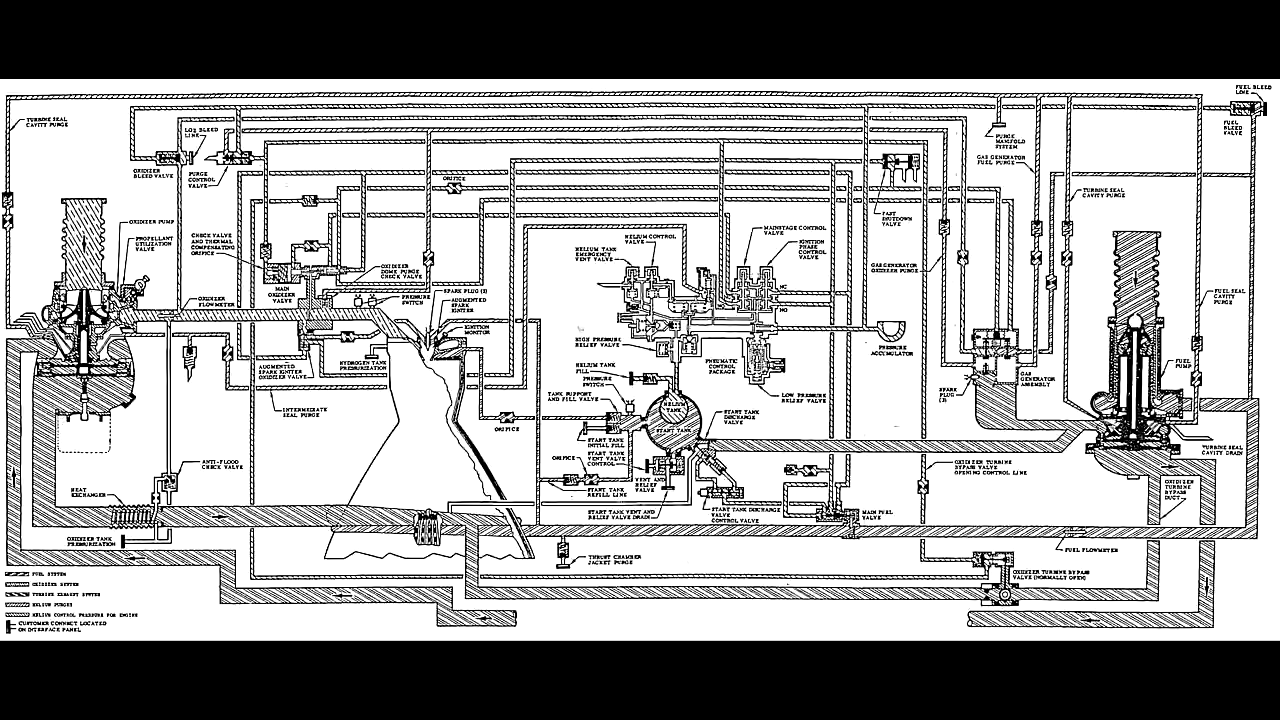 FUEL BLEED
LINE
TURBINE SEAL
CAVITY PURGE
LO2 BLEED
LINE
FUEL
BLEED
VALVE
PURGE
MANIFOLD
SYSTEM
OXIDIZER
BLEED VALVE
PURGE
CONTROL
VALVE
ORIFICE
GAS GENERATOR
FUEL PURGE
TURBINE SEAL
CAVITY PURGE
FAST
SHUTDOWN
VALVE
OXIDIZER PUMP
PROPELLANT
UTILIZATION
VALVE
CHECK VALVE
AND THERMAL
COMPENSATING
ORIFICE
HELIUM CONTROL
VALVE
MAINSTAGE CONTROL
VALVE
IGNITION
PHASE
CONTROL
VALVE
HELIUM TANK
EMERGENCY
VENT VALVE
OXIDIZER
DOME PURGE
CHECK VALVE
GAS GENERATOR
OXIDIZER PURGE
MAIN
OXIDIZER
VALVE
SPARK PLUG (2)
PRESSURE
SWITCH
AUGMENTED
SPARK
IGNITER
NC
NO
FUEL SEAL
CAVITY
PURGE
OXIDIZER
FLOWMETER
IGNITION
MONITOR
HIGH PRESSURE
RELIEF VALVE
PRESSURE
ACCUMULATOR
HYDROGEN TANK
PRESSURIZATION
AUGMENTED
SPARK IGNITER
OXIDIZER VALVE
HELIUM TANK
FILL
PRESSURE
SWITCH
PNEUMATIC
CONTROL
PACKAGE
FUEL
PUMP
GAS
GENERATOR
ASSEMBLY
SPARK
PLUG
(2)
TANK SUPPORT
AND FILL VALVE
LOW PRESSURE
RELIEF VALVE
HELIUM
TANK
START TANK
INTERMEDIATE
SEAL PURGE
START TANK
DISCHARGE
VALVE
ORIFICE
START TANK
INITIAL FILL
START TANK
VENT VALVE
CONTROL
TURBINE SEAL
CAVITY DRAIN
ANTI-FLOOD
CHECK VALVE
ORIFICE
OXIDIZER TURBINE
BYPASS VALVE
OPENING CONTROL LINE
VENT AND
RELIEF
VALVE
OXIDIZER
TURBINE
BYPASS
DUCT
HEAT
EXCHANGER
START TANK
REFILL LINE
START TANK VENT AND
RELIEF VALVE DRAIN
START TANK DISCHARGE
VALVE
CONTROL VALVE
MAIN FUEL
VALVE
OXIDIZER TANK
PRESSURIZATION
FUEL FLOWMETER
THRUST CHAMBER
JACKET PURGE
OXIDIZER TURBINE BYPASS
VALVE (NORMALLY OPEN)
FUEL SYSTEM
OXIDIZER SYSTEM
TURBINE EXHAUST SYSTEM
HELIUM PURGES
HELIUM CONTROL PRESSURE FOR ENGINE
CUSTOMER CONNECT LOCATED
ON INTERFACE PANEL